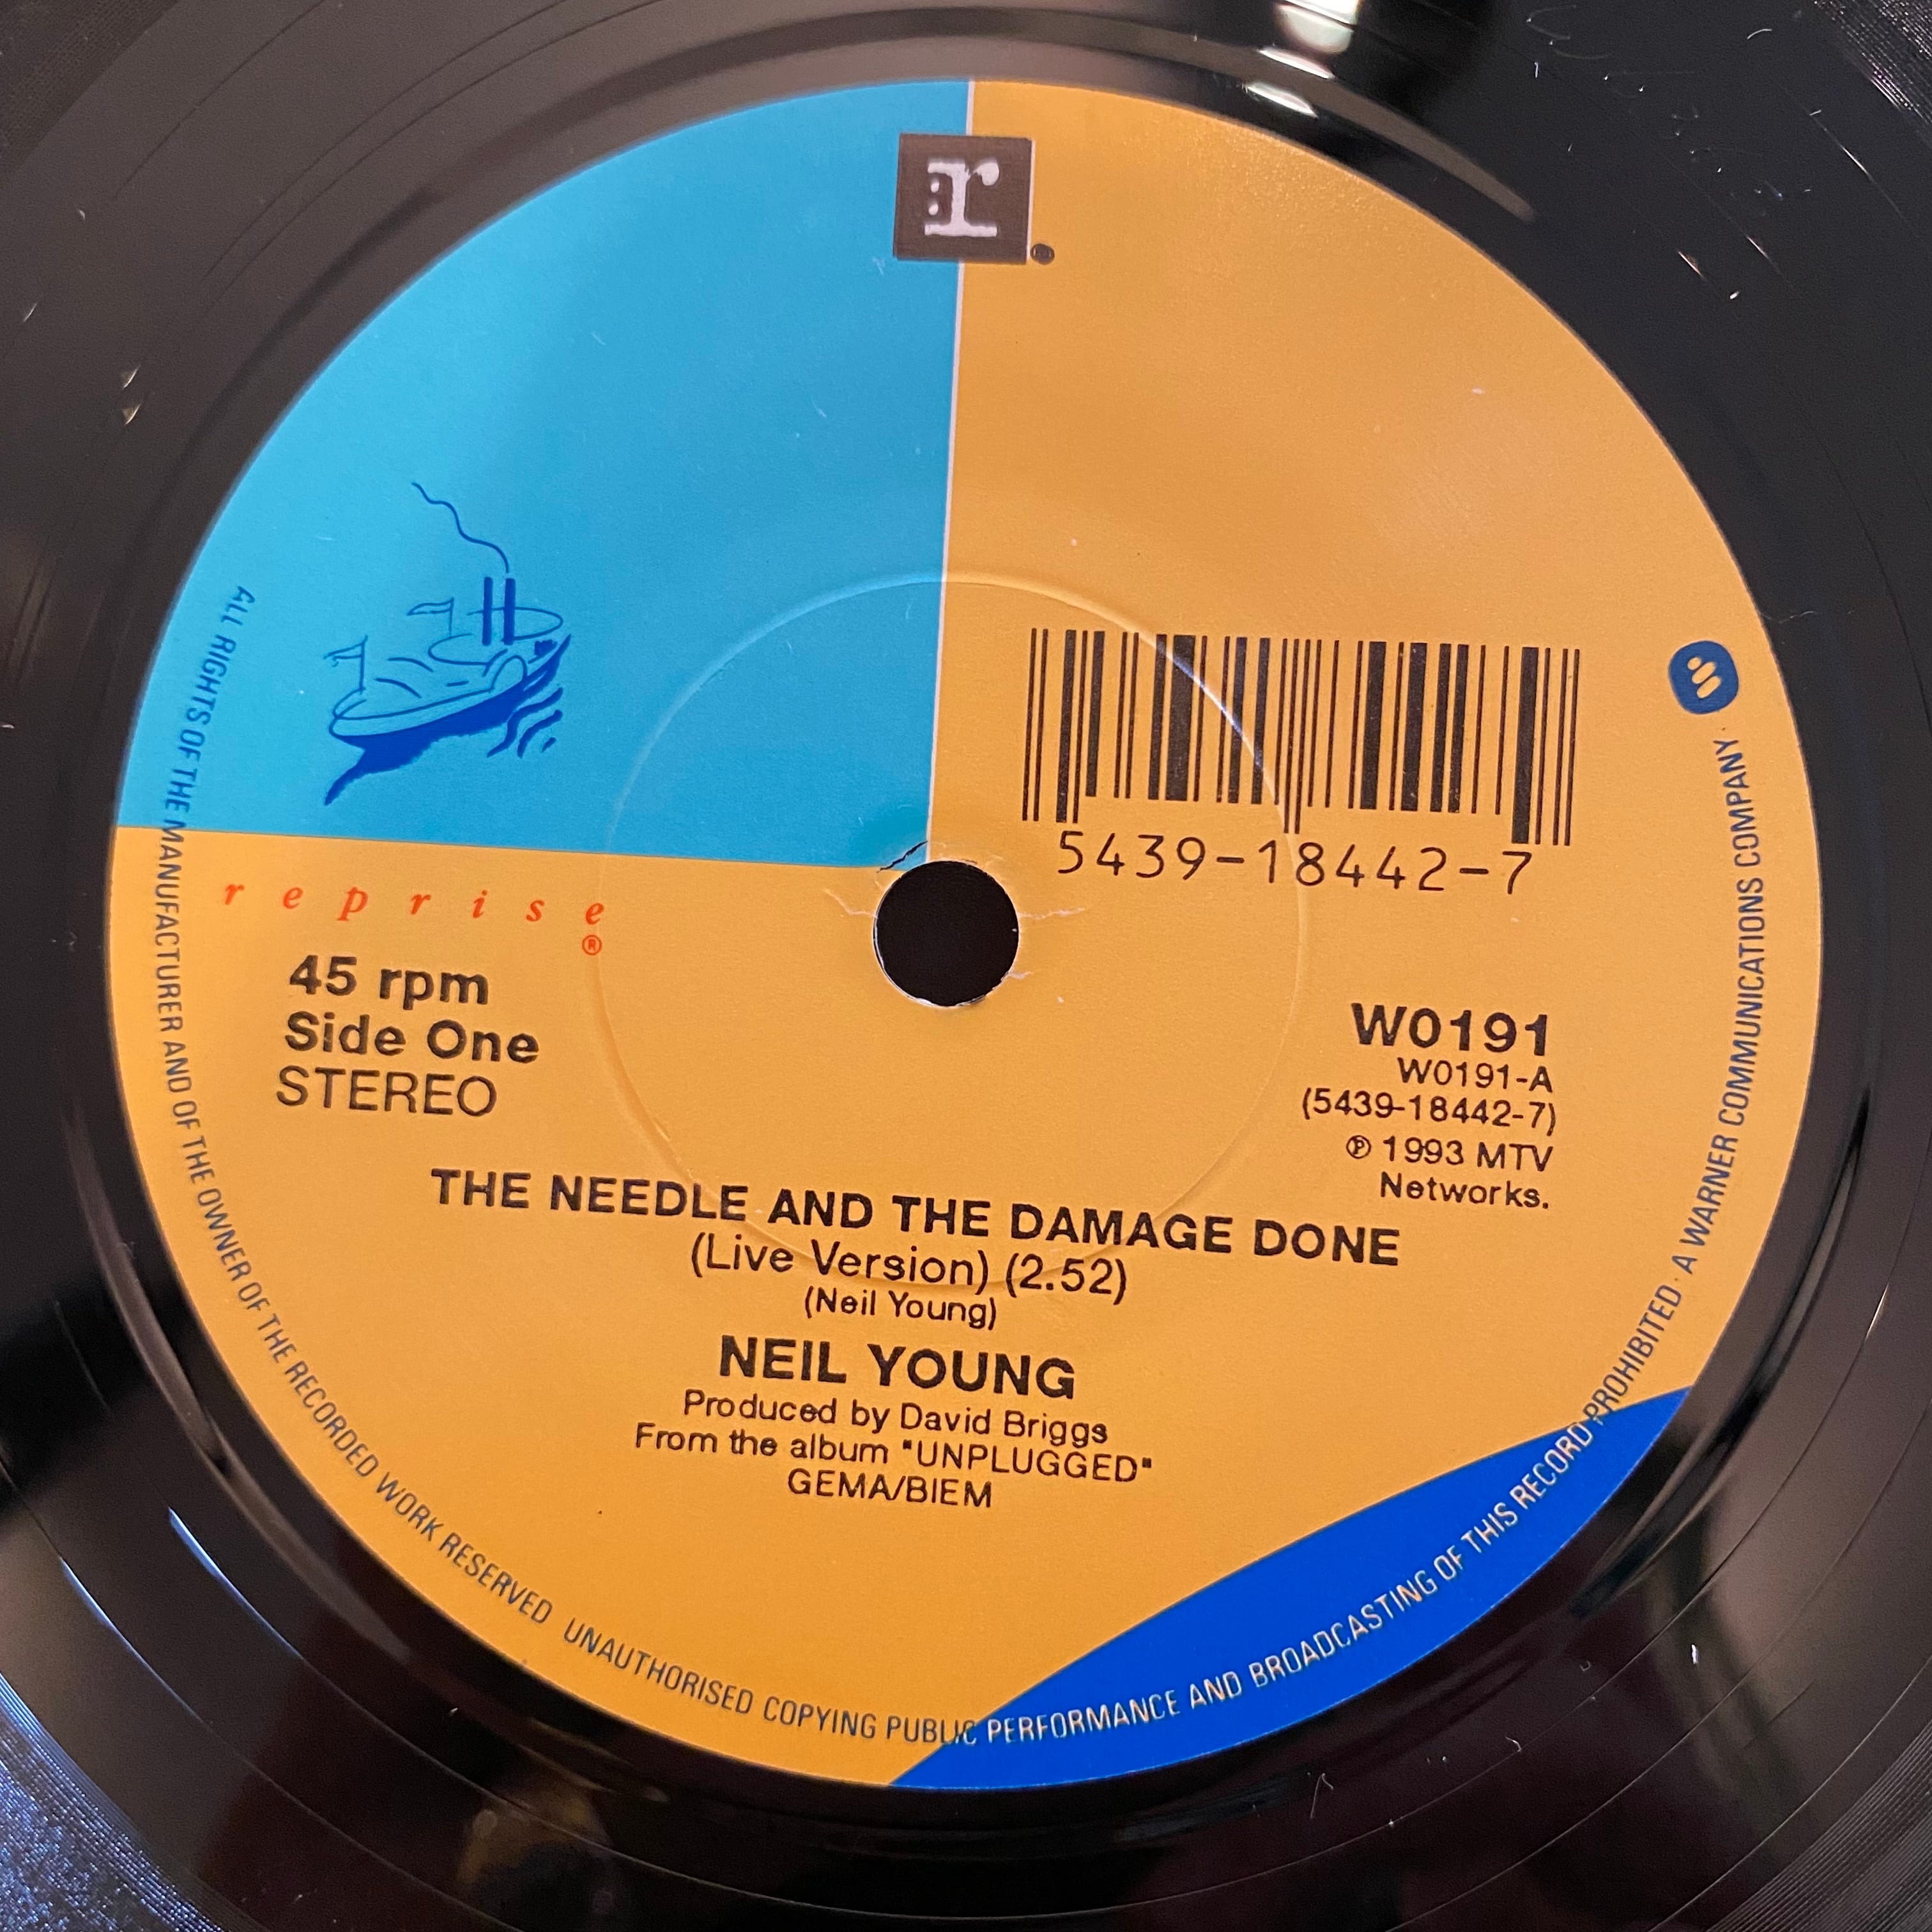 r
5439-18442-7
reprise®
45 rpm
Side One
STEREO
W0191
W0191-A
(5439-18442-7)
℗ 1993 MTV
Networks.
THE NEEDLE AND THE DAMAGE DONE
(Live Version) (2.52)
(Neil Young)
NEIL YOUNG
Produced by David Briggs
From the album "UNPLUGGED"
GEMA/BIEM
ALL RIGHTS OF THE MANUFACTURER AND OF THE OWNER OF THE RECORDED WORK RESERVED UNAUTHORISED COPYING PUBLIC PERFORMANCE AND BROADCASTING OF THIS RECORD PROHIBITED · A WARNER COMMUNICATIONS COMPANY ·